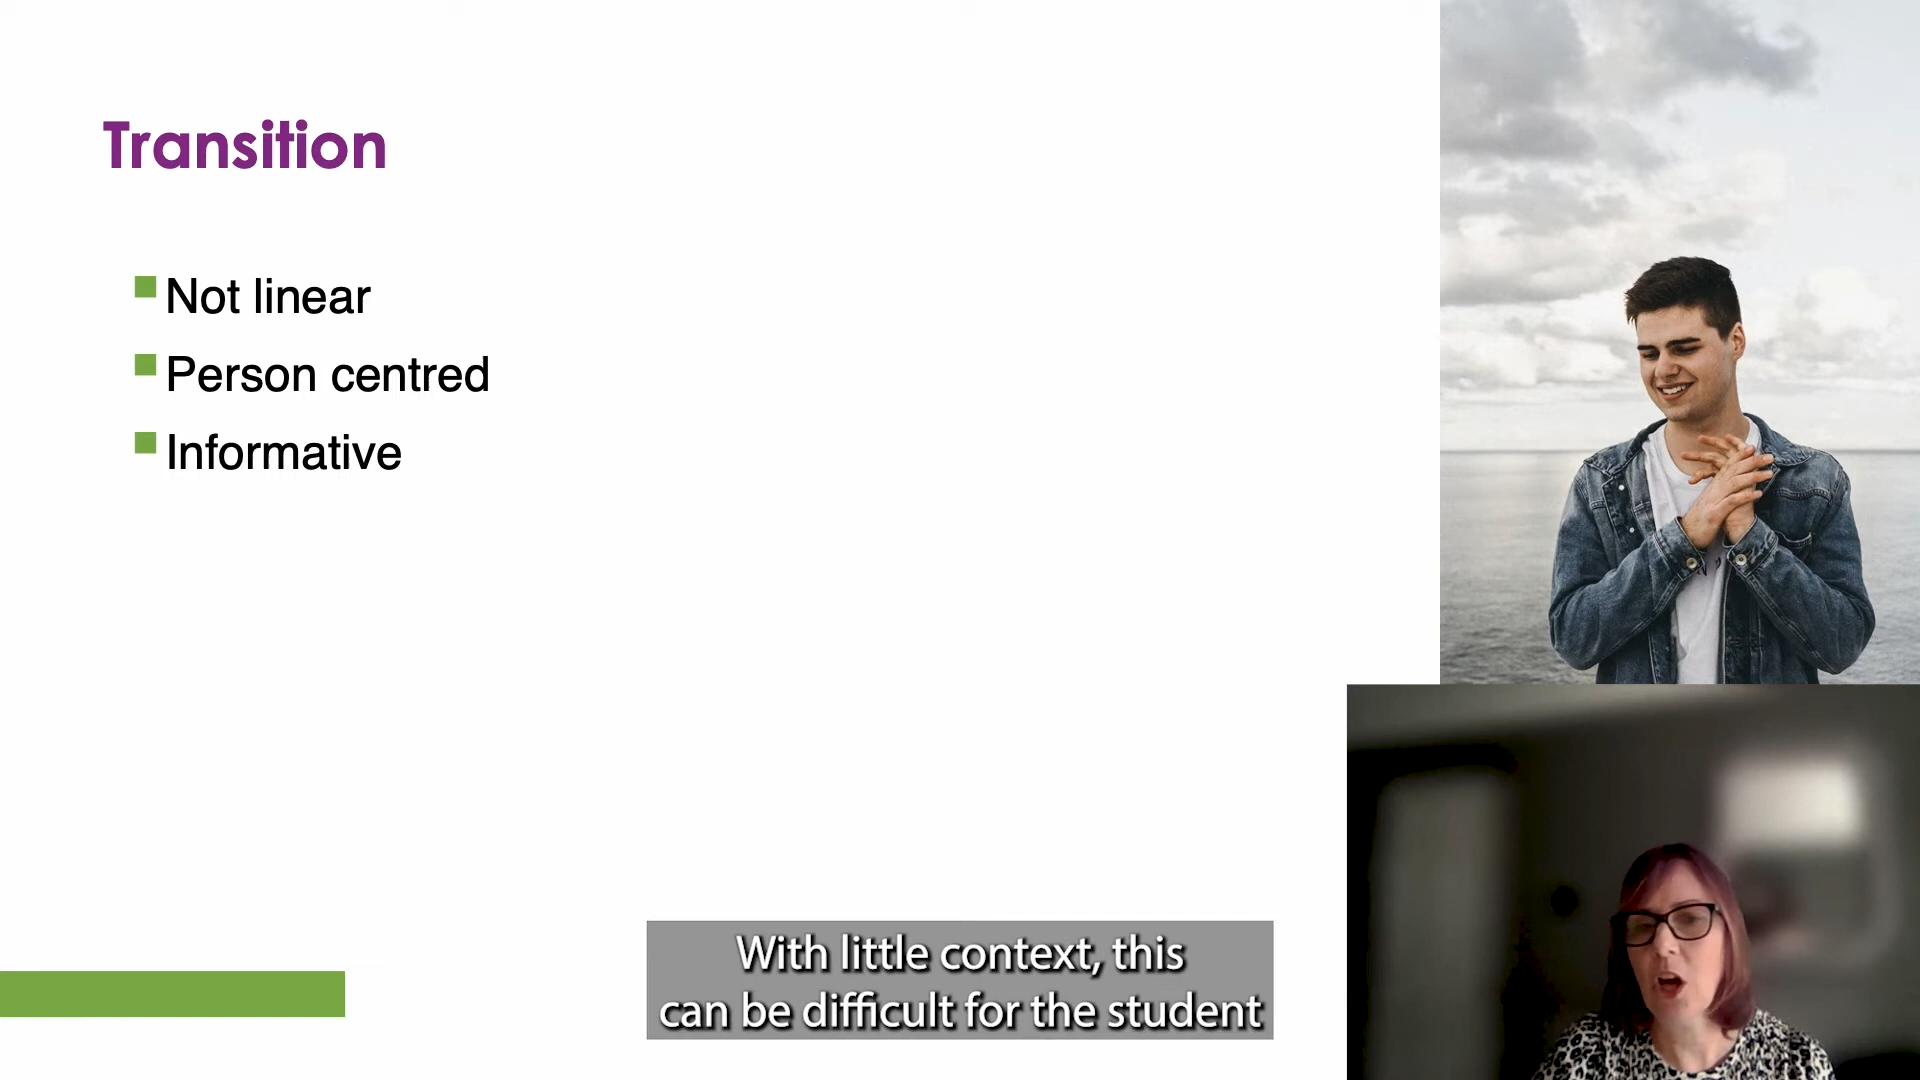 Transition
Not linear
Person centred
Informative
With little context, this
can be difficult for the student